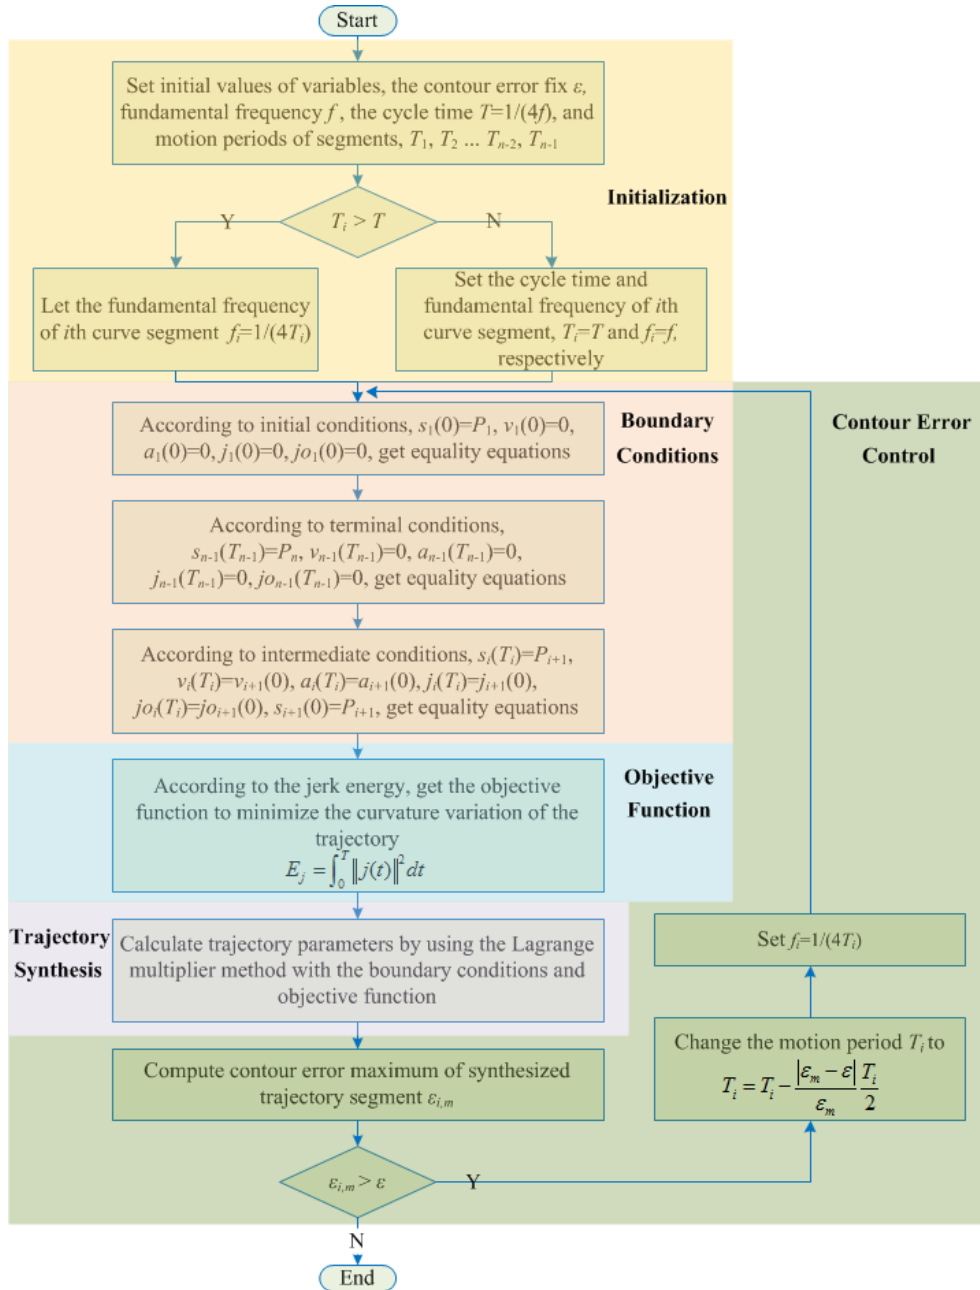 Start
Set initial values of variables, the contour error fix ε,
fundamental frequency f , the cycle time T=1/(4f), and
motion periods of segments, T₁, T₂ ... Tₙ₋₂, Tₙ₋₁
Initialization
Y
Tᵢ > T
N
Let the fundamental frequency
of ith curve segment fᵢ=1/(4Tᵢ)
Set the cycle time and
fundamental frequency of ith
curve segment, Tᵢ=T and fᵢ=f,
respectively
Boundary
Conditions
Contour Error
Control
According to initial conditions, s₁(0)=P₁, v₁(0)=0,
a₁(0)=0, j₁(0)=0, jo₁(0)=0, get equality equations
According to terminal conditions,
sₙ₋₁(Tₙ₋₁)=Pₙ, vₙ₋₁(Tₙ₋₁)=0, aₙ₋₁(Tₙ₋₁)=0,
jₙ₋₁(Tₙ₋₁)=0, joₙ₋₁(Tₙ₋₁)=0, get equality equations
According to intermediate conditions, sᵢ(Tᵢ)=Pᵢ₊₁,
vᵢ(Tᵢ)=vᵢ₊₁(0), aᵢ(Tᵢ)=aᵢ₊₁(0), jᵢ(Tᵢ)=jᵢ₊₁(0),
joᵢ(Tᵢ)=joᵢ₊₁(0), sᵢ₊₁(0)=Pᵢ₊₁, get equality equations
Objective
Function
According to the jerk energy, get the objective
function to minimize the curvature variation of the
trajectory
E_j = ∫₀ᵀ ‖j(t)‖² dt
Trajectory
Synthesis
Calculate trajectory parameters by using the Lagrange
multiplier method with the boundary conditions and
objective function
Set fᵢ=1/(4Tᵢ)
Change the motion period Tᵢ to
Tᵢ = Tᵢ − |εₘ − ε|/εₘ Tᵢ/2
Compute contour error maximum of synthesized
trajectory segment εᵢ,ₘ
εᵢ,ₘ > ε
Y
N
End